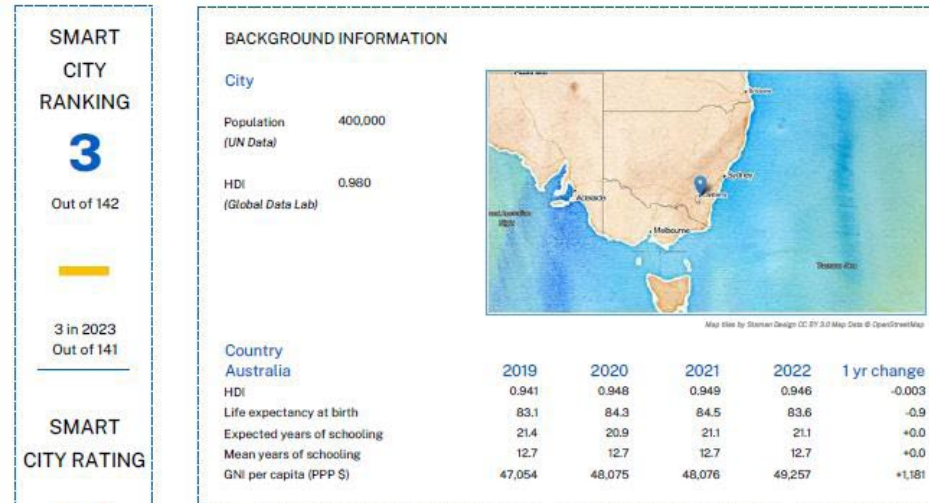 SMART
CITY
RANKING
3
Out of 142
3 in 2023
Out of 141
SMART
CITY RATING
BACKGROUND INFORMATION
City
Population 400,000
(UN Data)
HDI 0.980
(Global Data Lab)
Brisbane
Sydney
Adelaide
Canberra
Melbourne
Tasman Sea
Map tiles by Stamen Design CC BY 3.0 Map Data © OpenStreetMap
Country
Australia 2019 2020 2021 2022 1 yr change
HDI 0.941 0.948 0.949 0.946 -0.003
Life expectancy at birth 83.1 84.3 84.5 83.6 -0.9
Expected years of schooling 21.4 20.9 21.1 21.1 +0.0
Mean years of schooling 12.7 12.7 12.7 12.7 +0.0
GNI per capita (PPP $) 47,054 48,075 48,076 49,257 +1,181